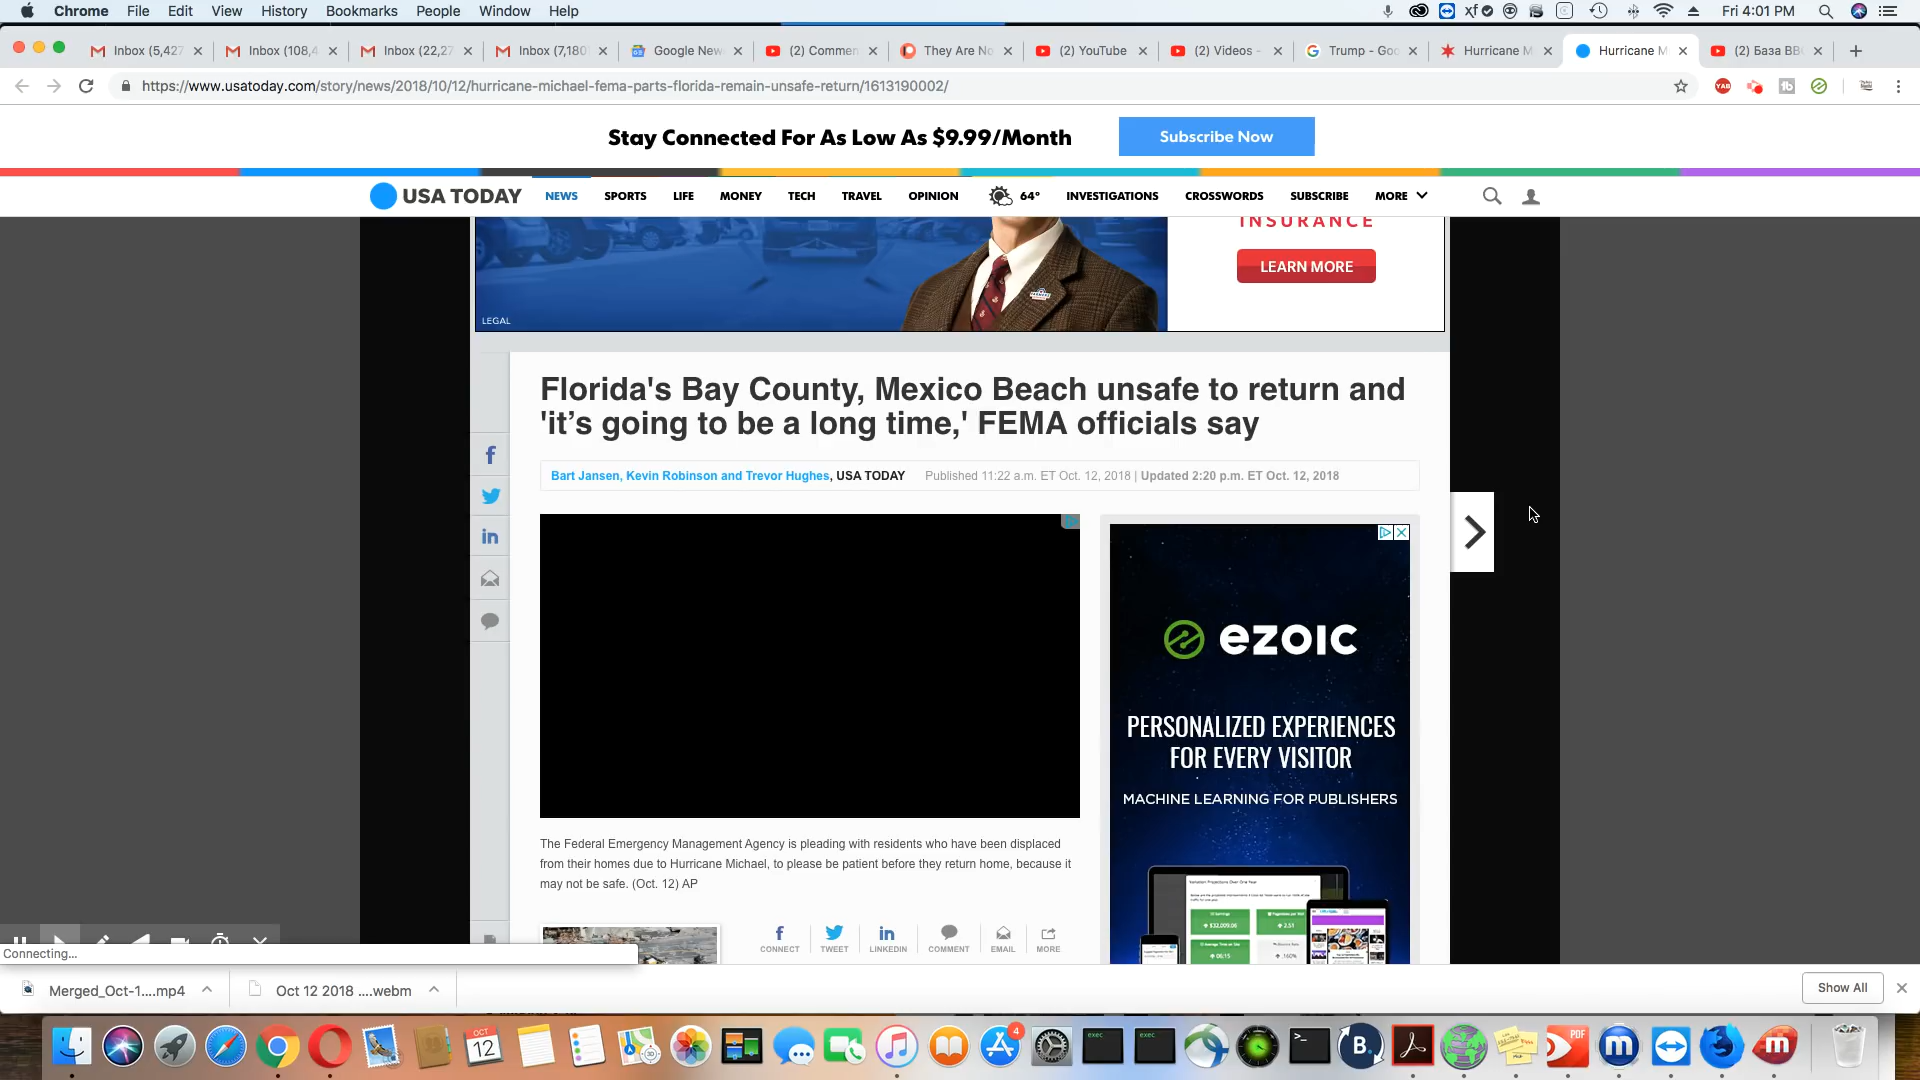 Chrome File Edit View History Bookmarks People Window Help
Fri 4:01 PM
Inbox (5,427 Inbox (108,4 Inbox (22,27 Inbox (7,180) Google New (2) Commen They Are No (2) YouTube (2) Videos - Trump - Goo Hurricane M Hurricane M (2) База ВВ
https://www.usatoday.com/story/news/2018/10/12/hurricane-michael-fema-parts-florida-remain-unsafe-return/1613190002/
Stay Connected For As Low As $9.99/Month Subscribe Now
USA TODAY NEWS SPORTS LIFE MONEY TECH TRAVEL OPINION 64° INVESTIGATIONS CROSSWORDS SUBSCRIBE MORE
INSURANCE
LEARN MORE
LEGAL
Florida's Bay County, Mexico Beach unsafe to return and
'it’s going to be a long time,' FEMA officials say
Bart Jansen, Kevin Robinson and Trevor Hughes, USA TODAY Published 11:22 a.m. ET Oct. 12, 2018 | Updated 2:20 p.m. ET Oct. 12, 2018
ezoic
PERSONALIZED EXPERIENCES
FOR EVERY VISITOR
MACHINE LEARNING FOR PUBLISHERS
The Federal Emergency Management Agency is pleading with residents who have been displaced
from their homes due to Hurricane Michael, to please be patient before they return home, because it
may not be safe. (Oct. 12) AP
CONNECT TWEET LINKEDIN COMMENT EMAIL MORE
Connecting...
Merged_Oct-1....mp4 Oct 12 2018 ....webm Show All
OCT
12
exec exec
4
PDF